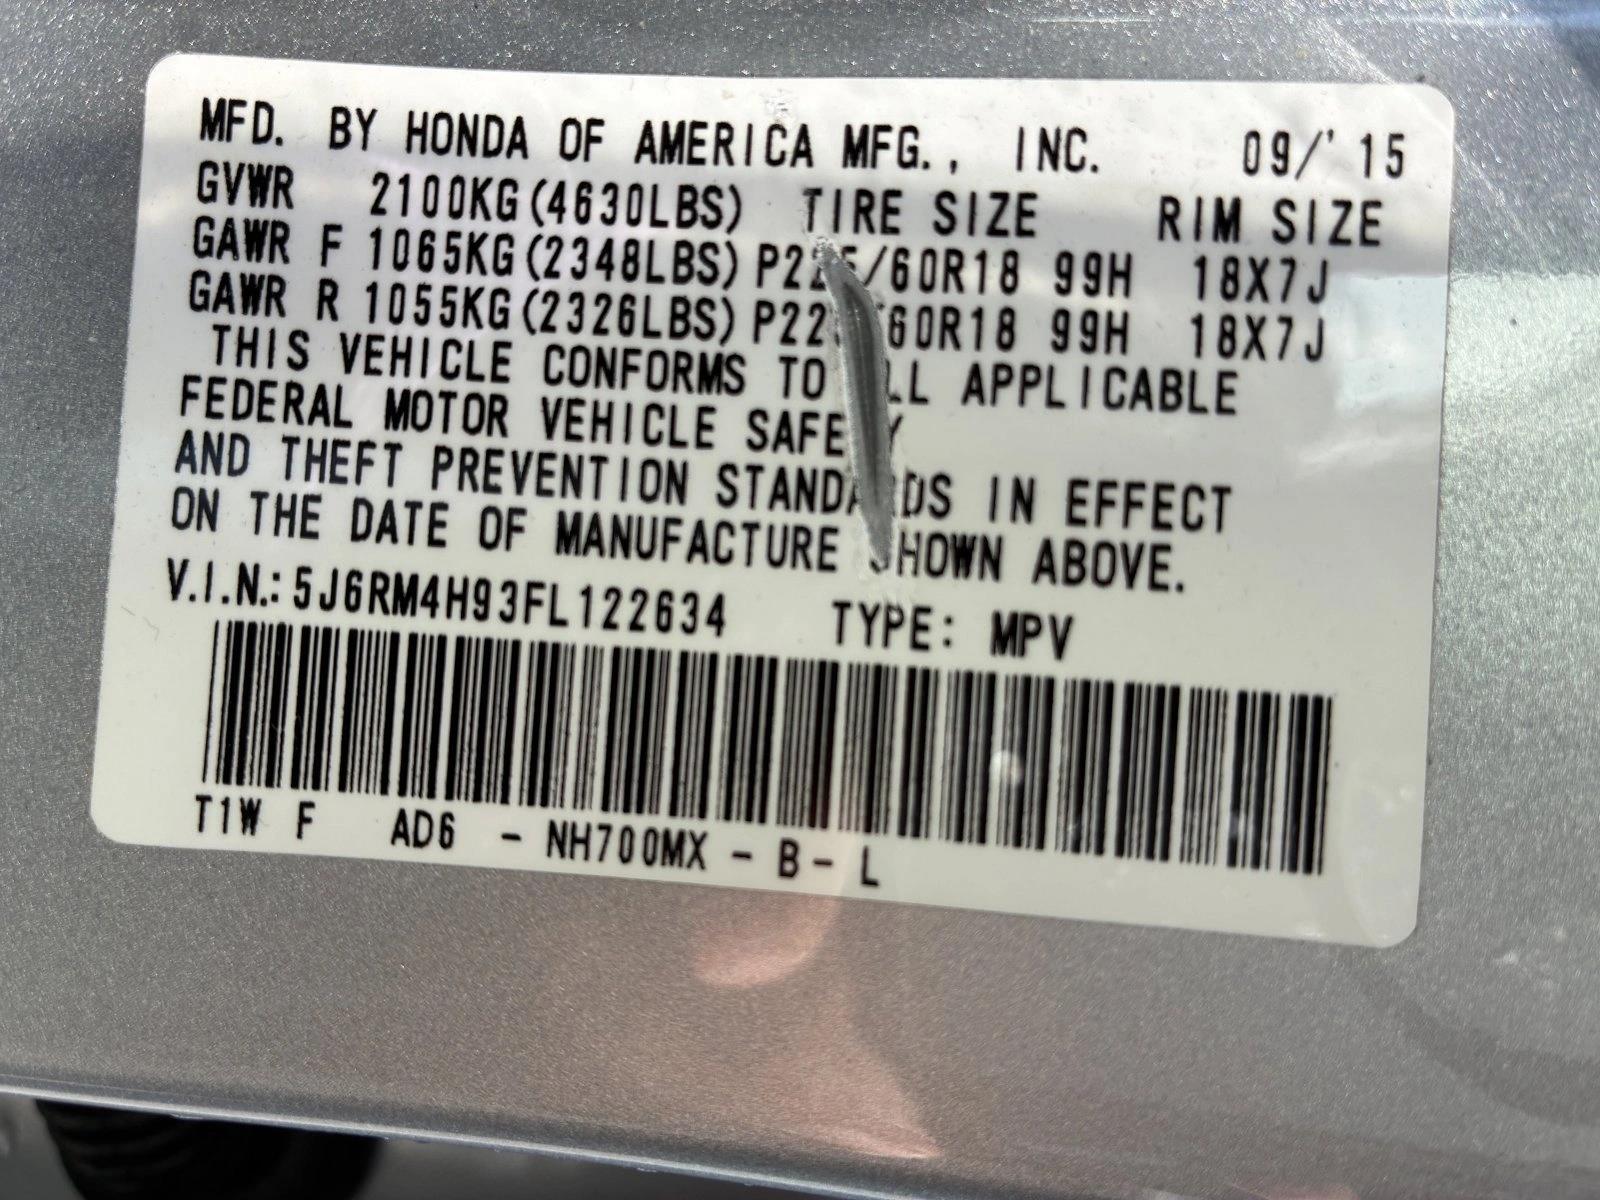 MFD. BY HONDA OF AMERICA MFG., INC. 09/'15
GVWR 2100KG(4630LBS) TIRE SIZE RIM SIZE
GAWR F 1065KG(2348LBS) P225/60R18 99H 18X7J
GAWR R 1055KG(2326LBS) 99H 18X7J
THIS VEHICLE CONFORMS TO APPLICABLE
FEDERAL MOTOR VEHICLE SAFETY
AND THEFT PREVENTION STANDARDS IN EFFECT
ON THE DATE OF MANUFACTURE SHOWN ABOVE.
V.I.N.: 5J6RM4H93FL122634 TYPE: MPV
T1W F AD6 - NH700MX - B - L